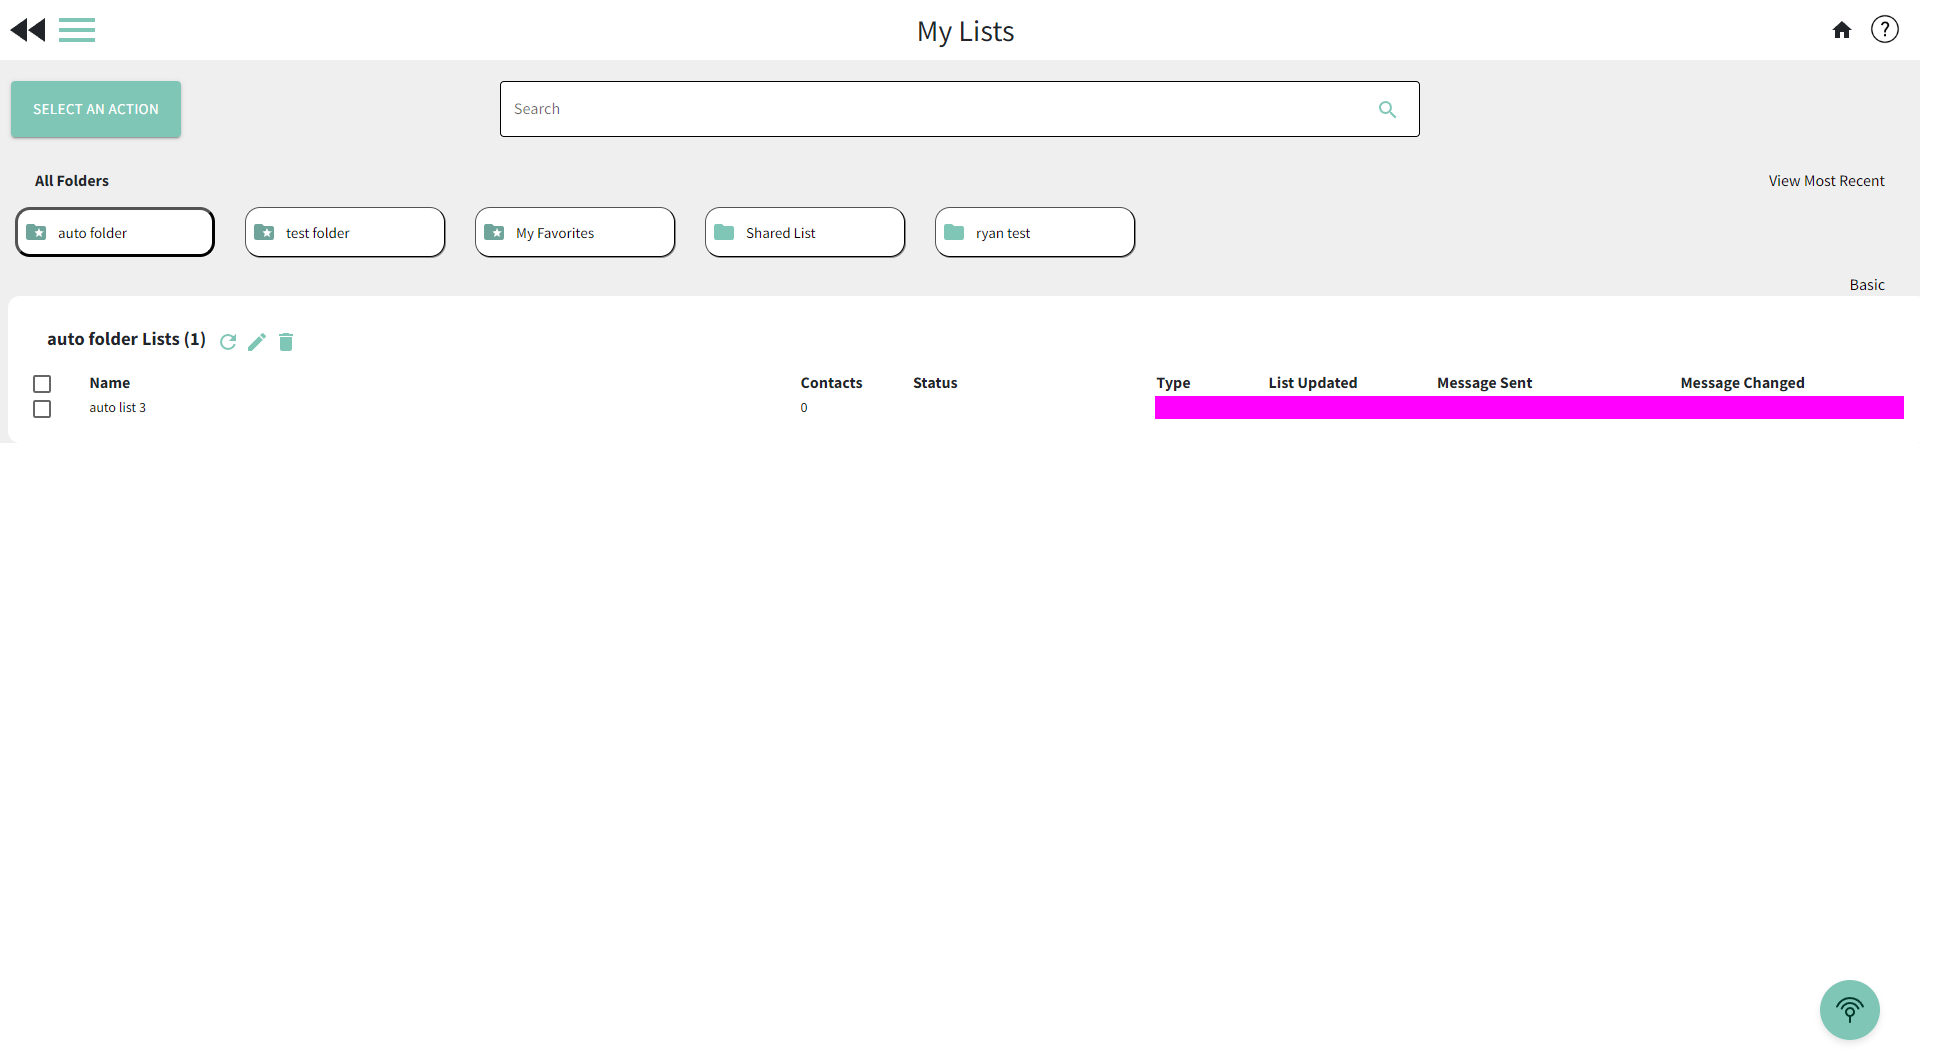 My Lists
?
SELECT AN ACTION
Search
All Folders
View Most Recent
auto folder
test folder
My Favorites
Shared List
ryan test
Basic
auto folder Lists (1)
Name Contacts Status Type List Updated Message Sent Message Changed
auto list 3 0